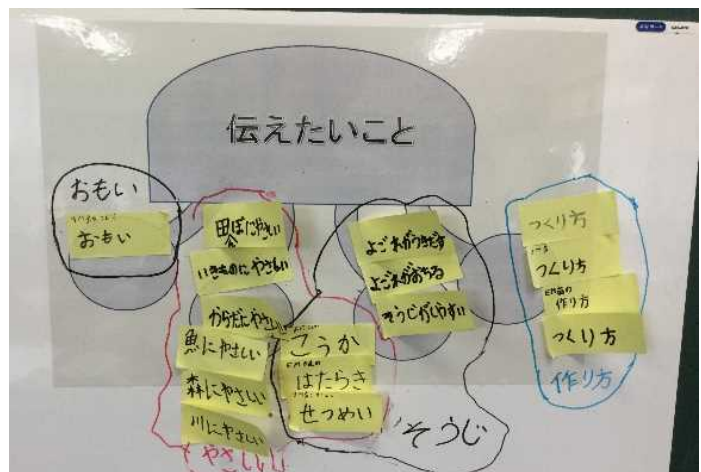 伝えたいこと
おもい
おもい
田んぼにやさしい
いきものにやさしい
からだにやさしい
魚にやさしい
森にやさしい
川にやさしい
やさしい
よごれがうきだす
よごれがおちる
そうじがしやすい
こうか
はたらき
せつめい
そうじ
つくり方
つくり方
作り方
つくり方
作り方